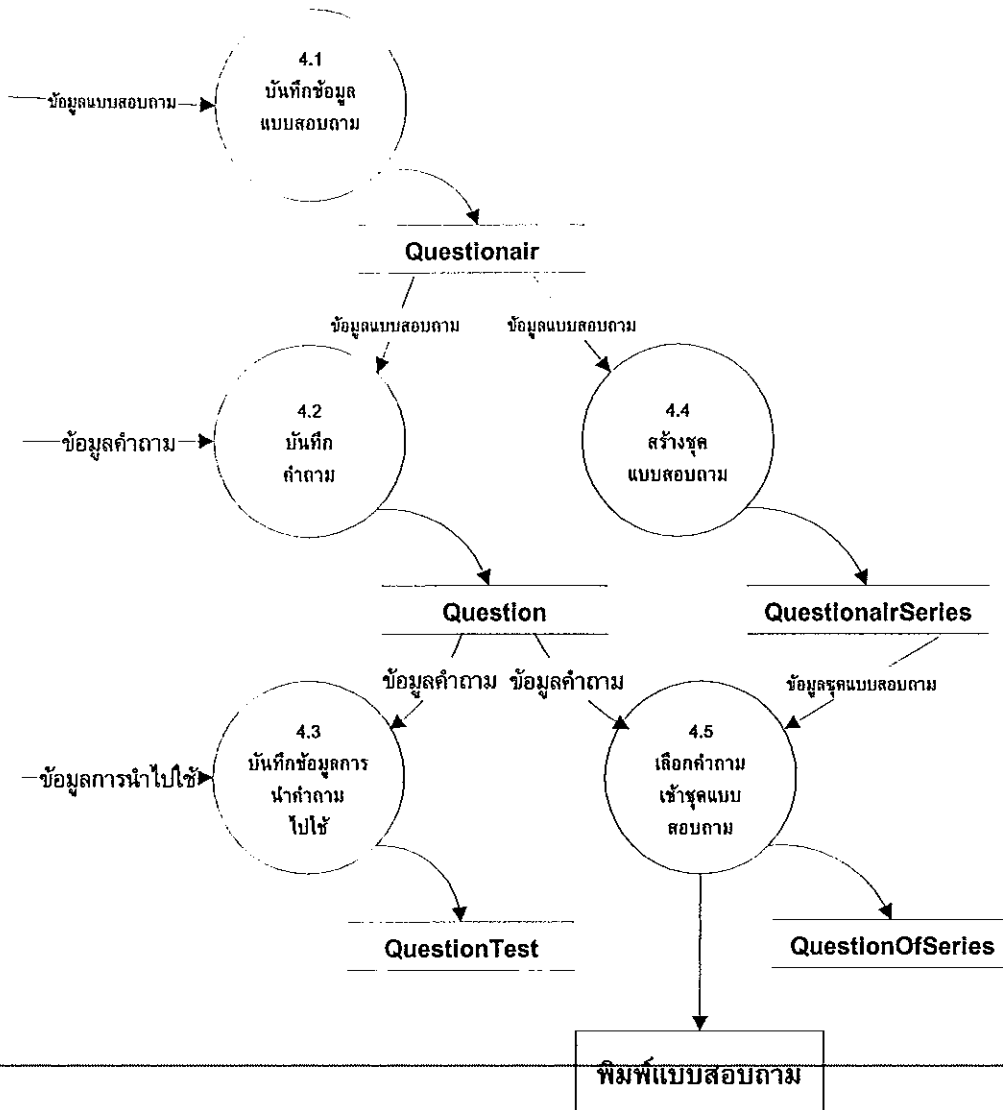 4.1
บันทึกข้อมูล
แบบสอบถาม
ข้อมูลแบบสอบถาม
Questionair
ข้อมูลแบบสอบถาม
ข้อมูลแบบสอบถาม
4.2
บันทึก
คำถาม
ข้อมูลคำถาม
4.4
สร้างชุด
แบบสอบถาม
Question
QuestionairSeries
ข้อมูลคำถาม
ข้อมูลคำถาม
ข้อมูลชุดแบบสอบถาม
4.3
บันทึกข้อมูลการ
นำคำถาม
ไปใช้
ข้อมูลการนำไปใช้
4.5
เลือกคำถาม
เข้าชุดแบบ
สอบถาม
QuestionTest
QuestionOfSeries
พิมพ์แบบสอบถาม